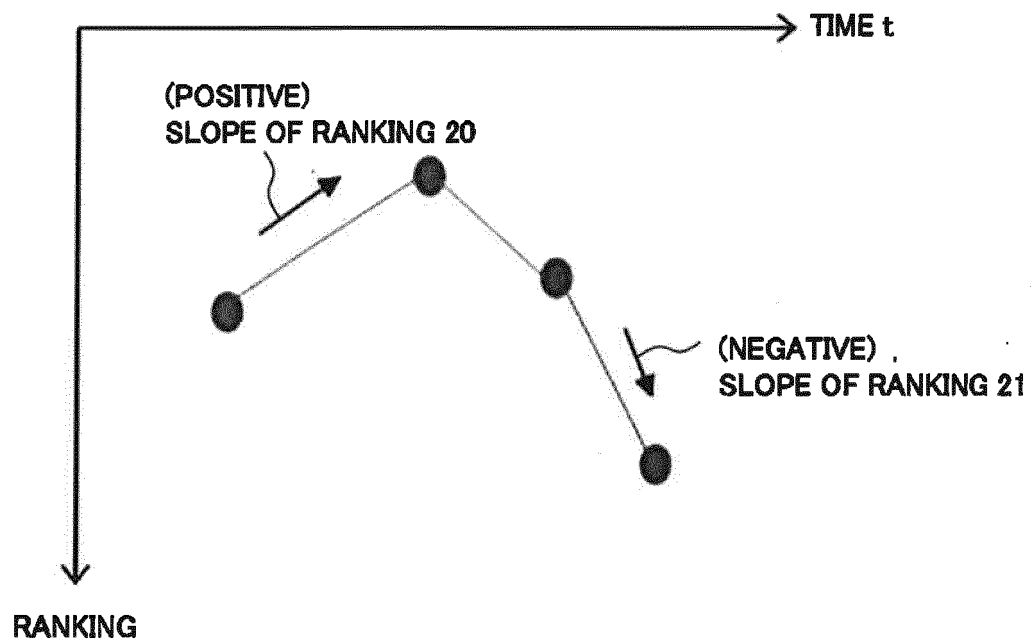 TIME t
(POSITIVE)
SLOPE OF RANKING 20
(NEGATIVE)
SLOPE OF RANKING 21
RANKING